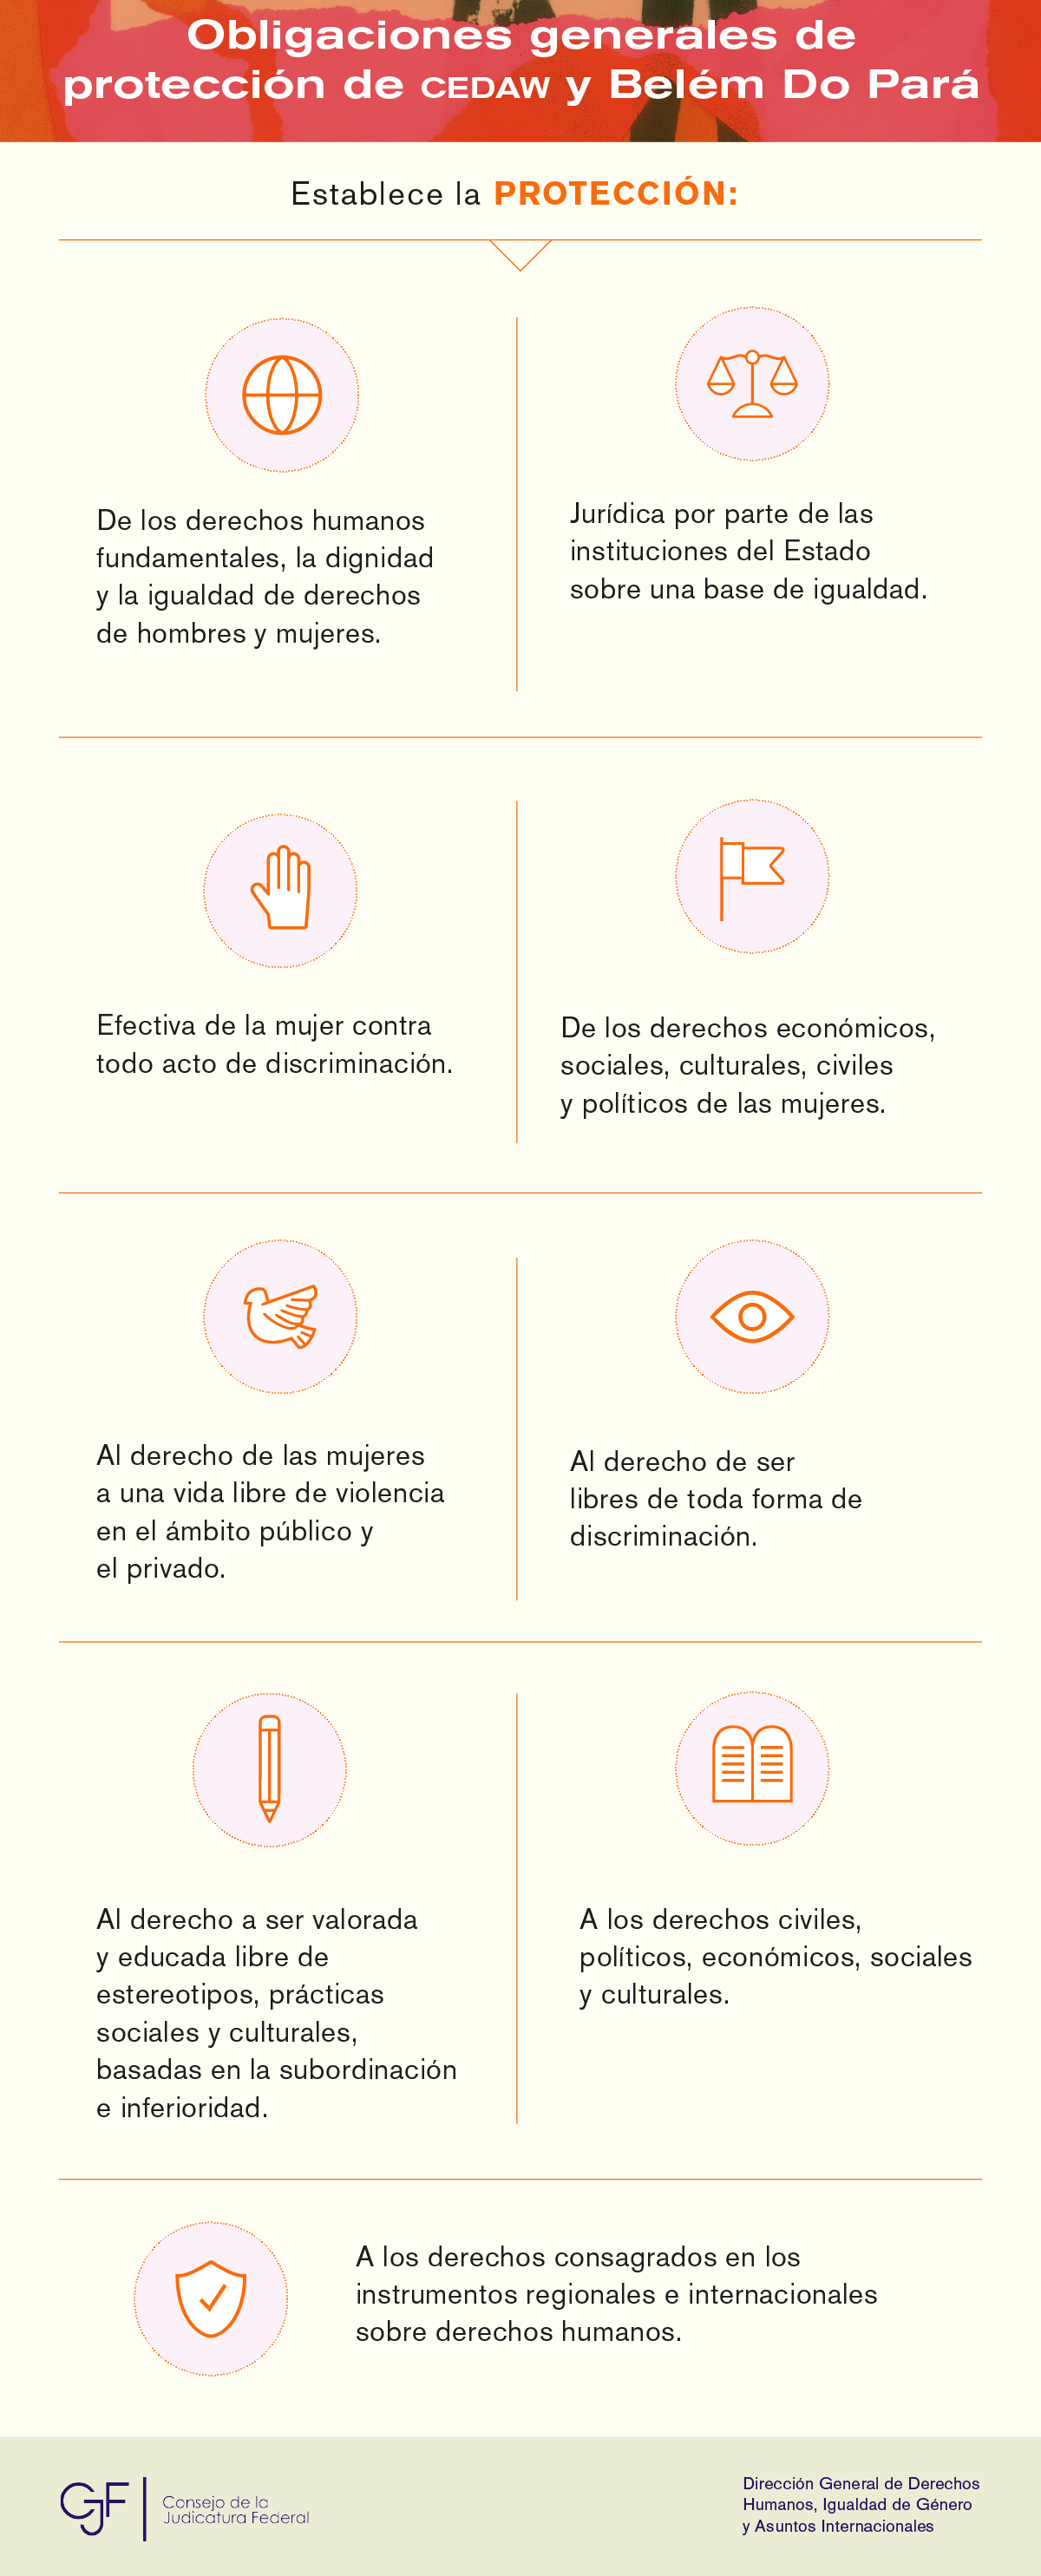 Obligaciones generales de
protección de CEDAW y Belém Do Pará
Establece la PROTECCIÓN:
De los derechos humanos
fundamentales, la dignidad
y la igualdad de derechos
de hombres y mujeres.
Jurídica por parte de las
instituciones del Estado
sobre una base de igualdad.
Efectiva de la mujer contra
todo acto de discriminación.
De los derechos económicos,
sociales, culturales, civiles
y políticos de las mujeres.
Al derecho de las mujeres
a una vida libre de violencia
en el ámbito público y
el privado.
Al derecho de ser
libres de toda forma de
discriminación.
Al derecho a ser valorada
y educada libre de
estereotipos, prácticas
sociales y culturales,
basadas en la subordinación
e inferioridad.
A los derechos civiles,
políticos, económicos, sociales
y culturales.
A los derechos consagrados en los
instrumentos regionales e internacionales
sobre derechos humanos.
CJF
Consejo de la
Judicatura Federal
Dirección General de Derechos
Humanos, Igualdad de Género
y Asuntos Internacionales